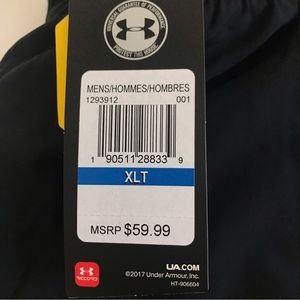 UNIVERSAL GUARANTEE OF PERFORMANCE
PROTECT THIS HOUSE
MENS/HOMMES/HOMBRES
1293912 001
1 90511 28833 9
XLT
MSRP $59.99
UA.COM
©2017 Under Armour, Inc.
HT-906604